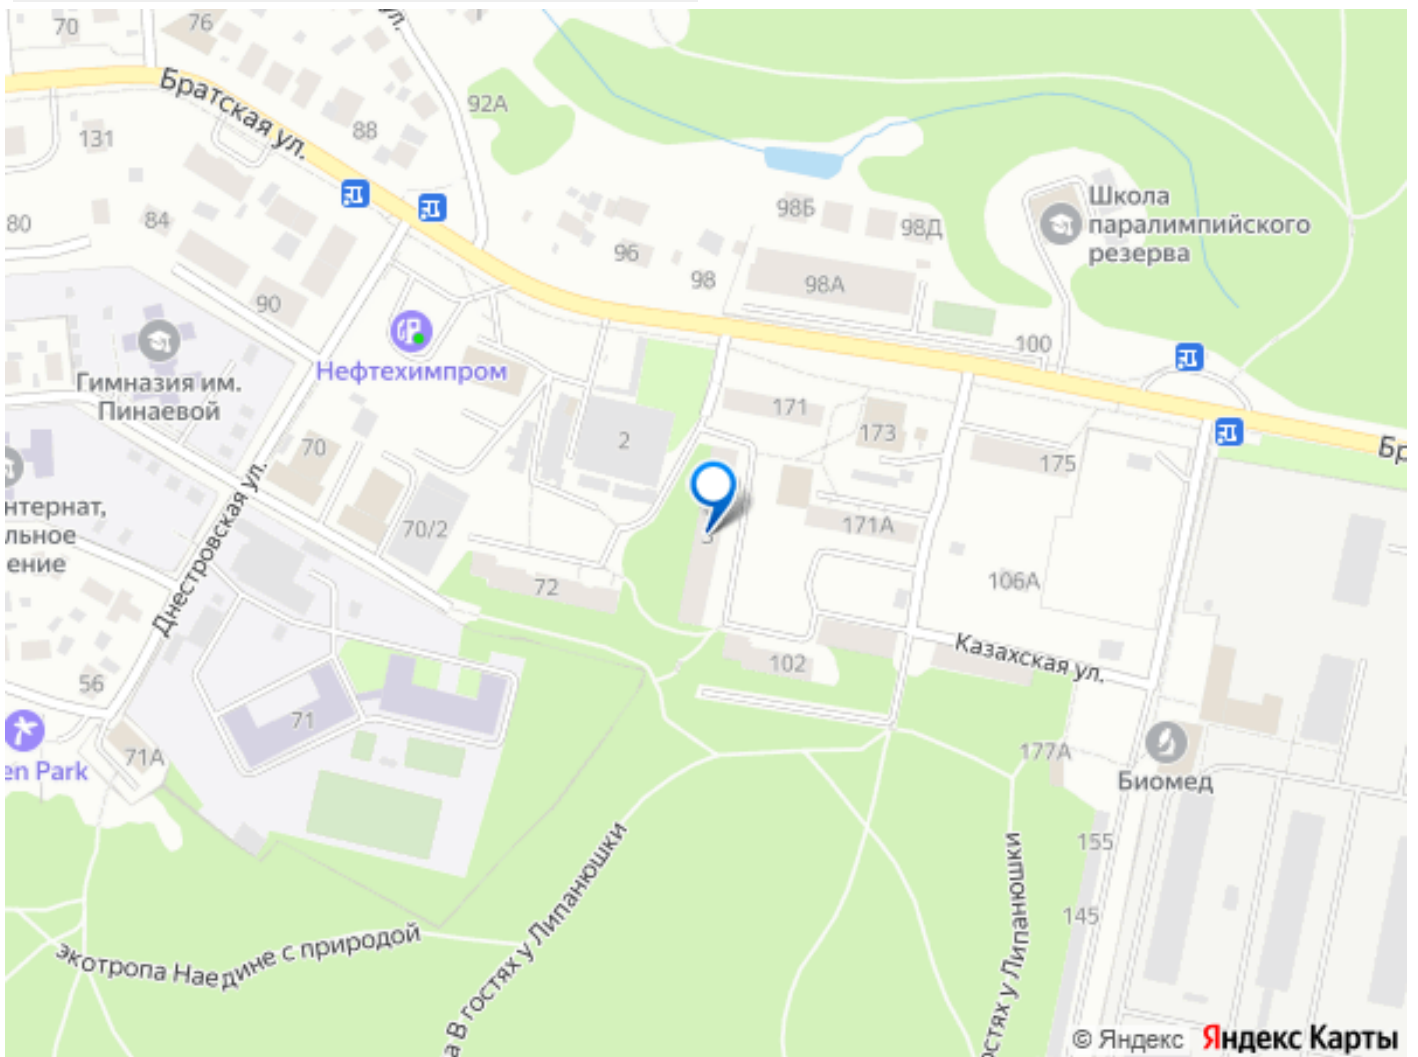 70
76
ул.
Братская ул.
92А
88
131
84
80
98Б
98Д
Школа
паралимпийского
резерва
96
98
98А
90
100
Нефтехимпром
Гимназия им.
Пинаевой
171
173
175
2
70
70/2
нтернат,
льное
ение
Днестровская ул.
3
171А
72
106А
Казахская ул.
102
56
71
71А
en Park
177А
Биомед
155
145
экотропа Наедине с природой
а В гостях у Липанюшки
остях у Липанюшки
Бр
© Яндекс Яндекс Карты